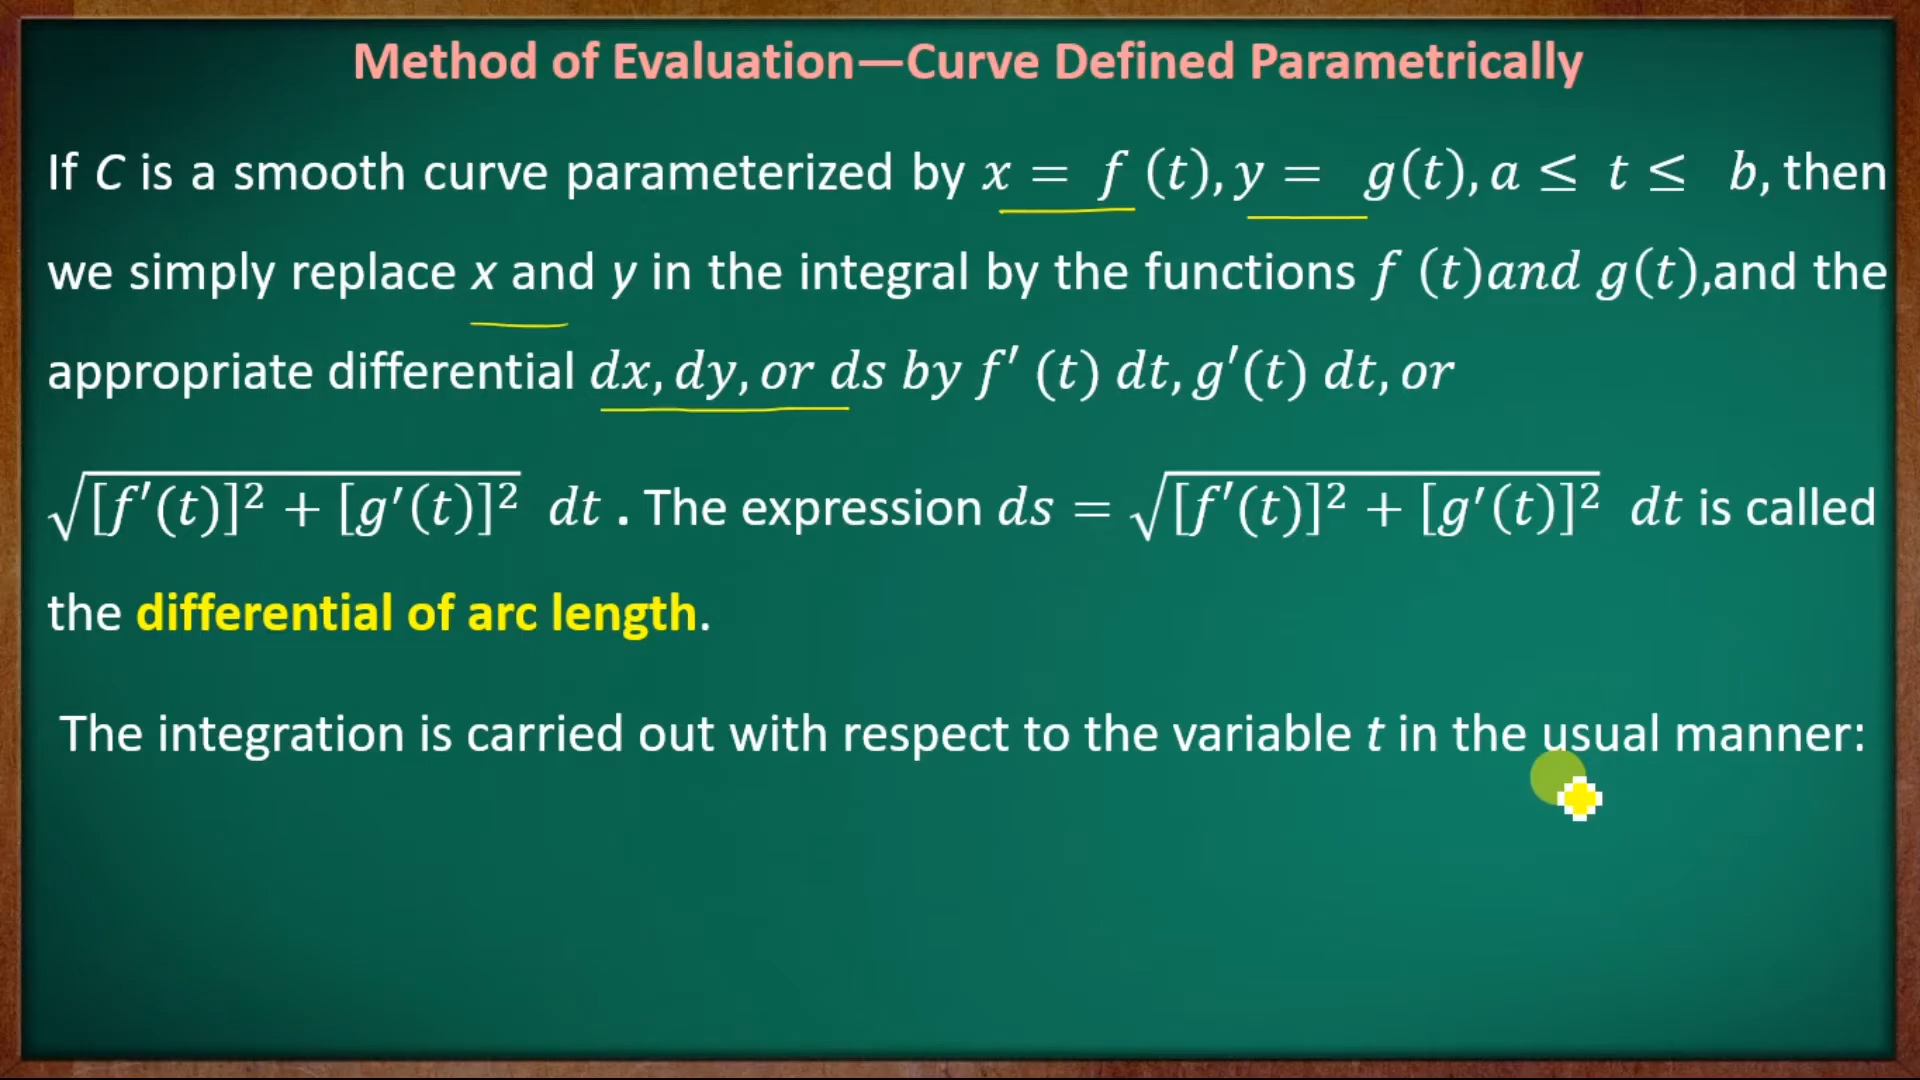 Method of Evaluation—Curve Defined Parametrically
If C is a smooth curve parameterized by x = f (t), y = g(t), a ≤ t ≤ b, then
we simply replace x and y in the integral by the functions f (t)and g(t),and the
appropriate differential dx, dy, or ds by f′ (t) dt, g′(t) dt, or
√[f′(t)]² + [g′(t)]² dt . The expression ds = √[f′(t)]² + [g′(t)]² dt is called
the differential of arc length.
The integration is carried out with respect to the variable t in the usual manner: